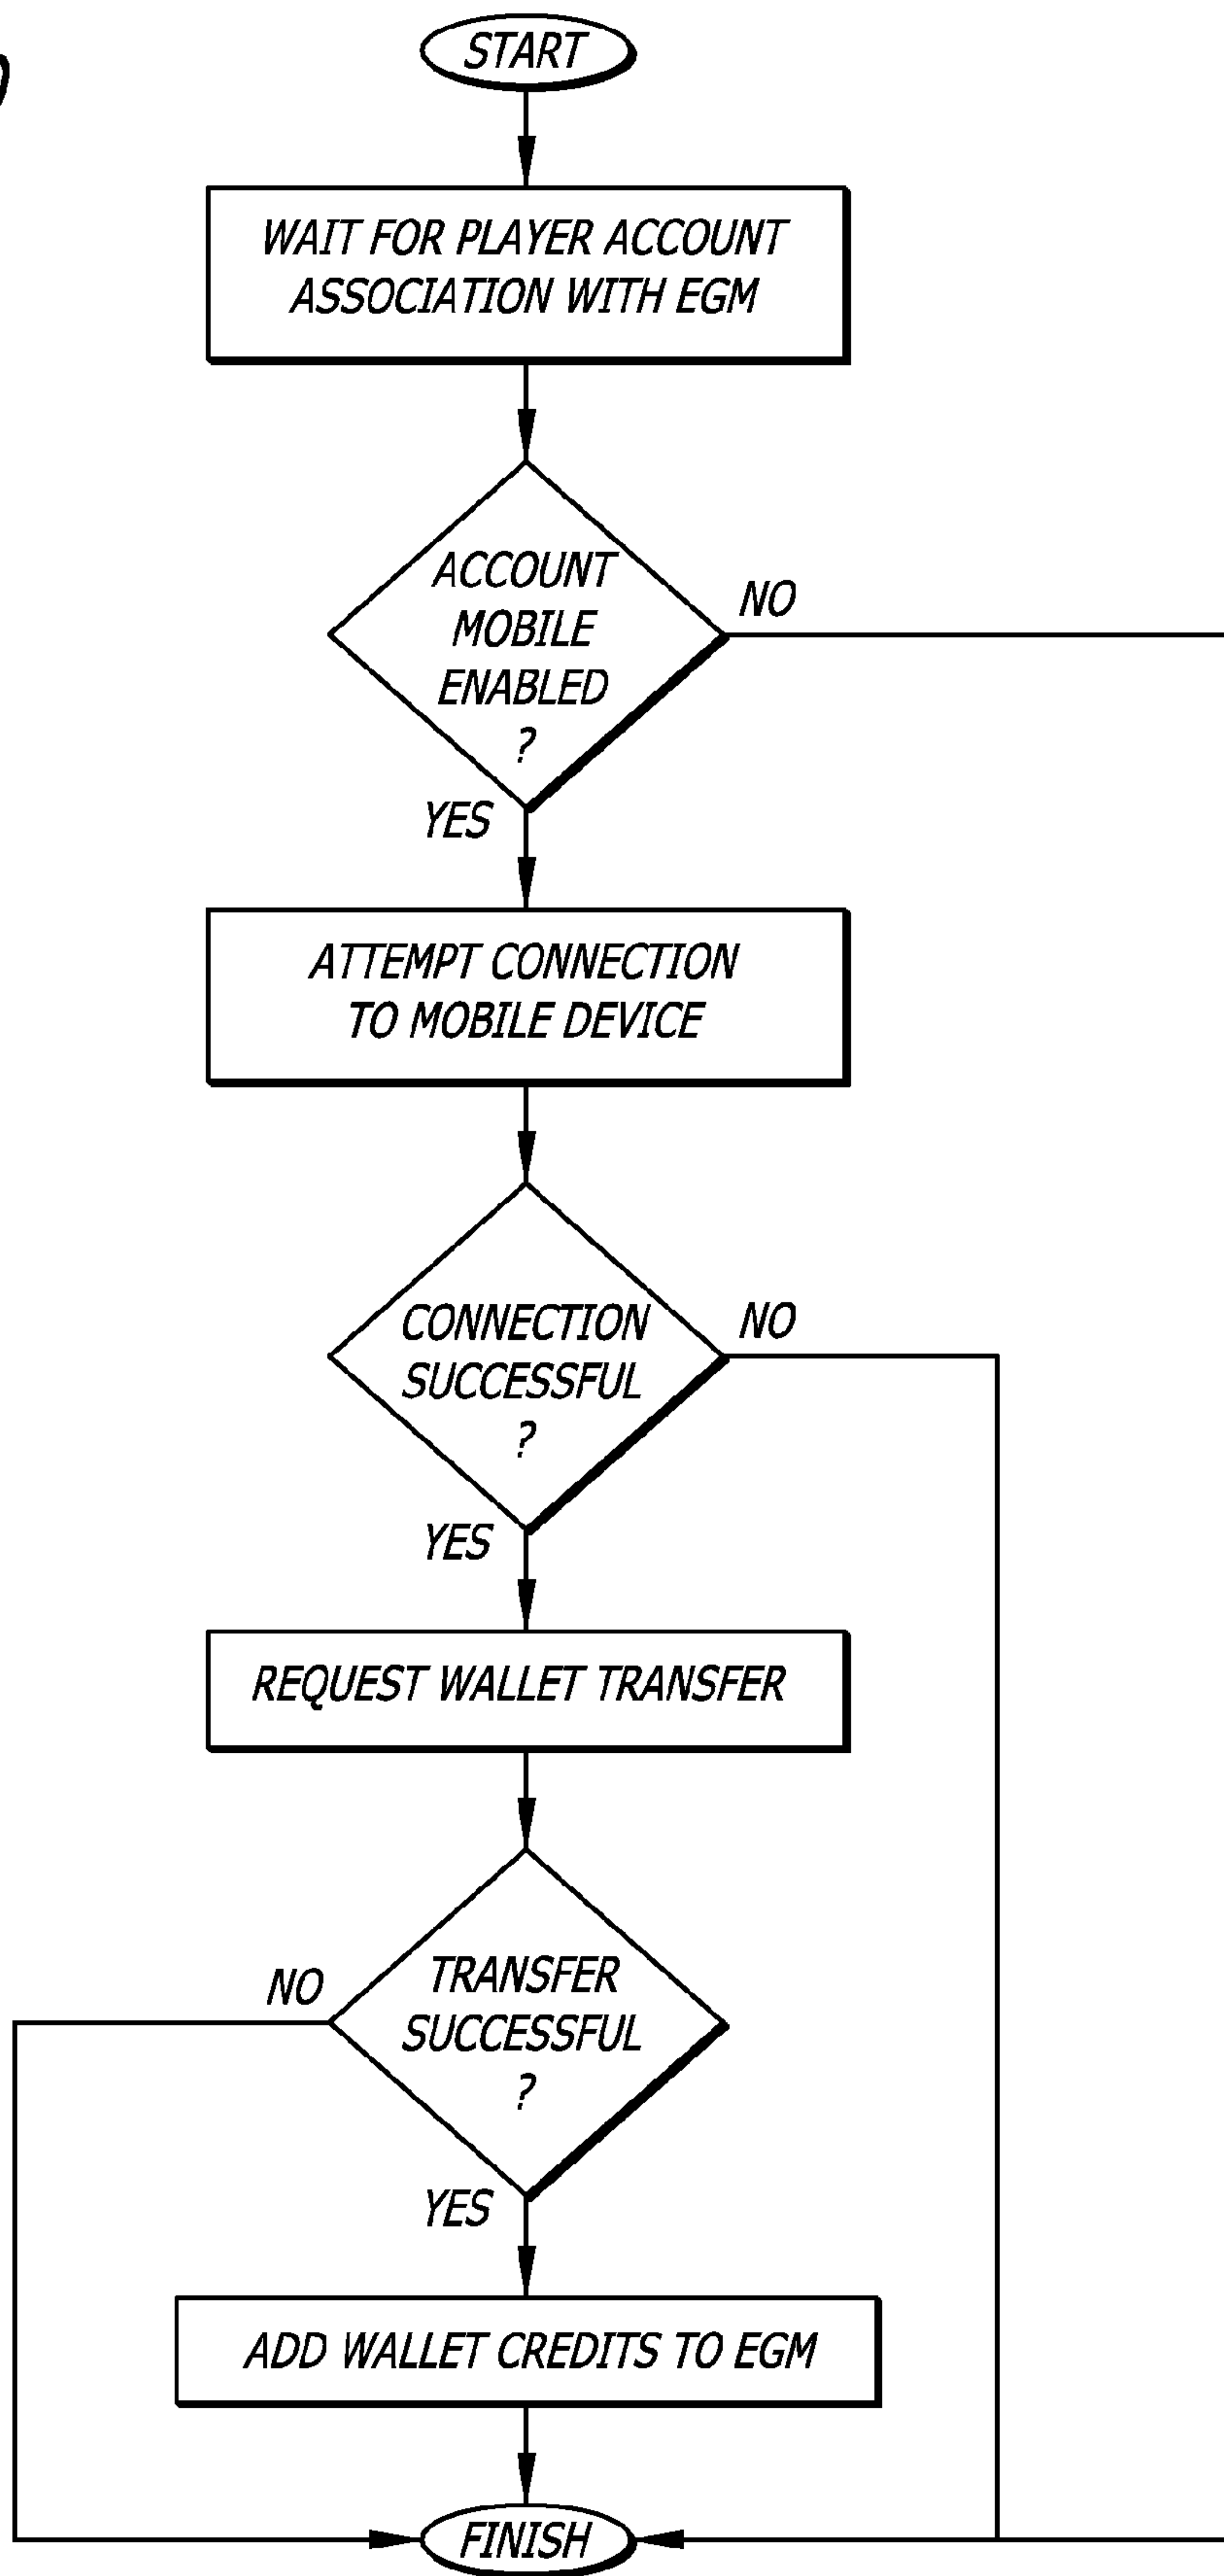 START
WAIT FOR PLAYER ACCOUNT
ASSOCIATION WITH EGM
ACCOUNT
MOBILE
ENABLED
?
NO
YES
ATTEMPT CONNECTION
TO MOBILE DEVICE
CONNECTION
SUCCESSFUL
?
NO
YES
REQUEST WALLET TRANSFER
TRANSFER
SUCCESSFUL
?
NO
YES
ADD WALLET CREDITS TO EGM
FINISH